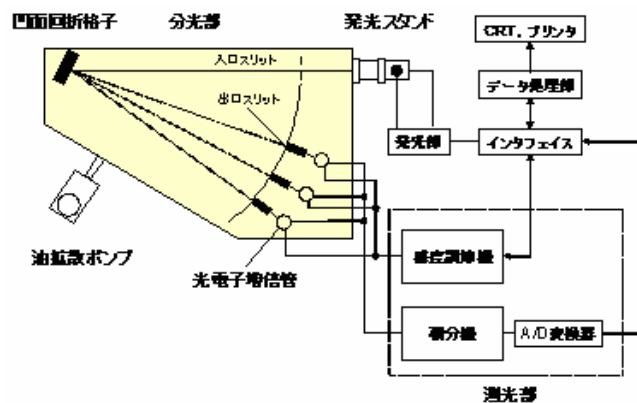 凹面回折格子
分光部
発光スタンド
CRT, プリンタ
入口スリット
データ処理部
出口スリット
発光部
インタフェイス
油拡散ポンプ
感度調整機
光電子増倍管
積分機
A/D変換器
測光部